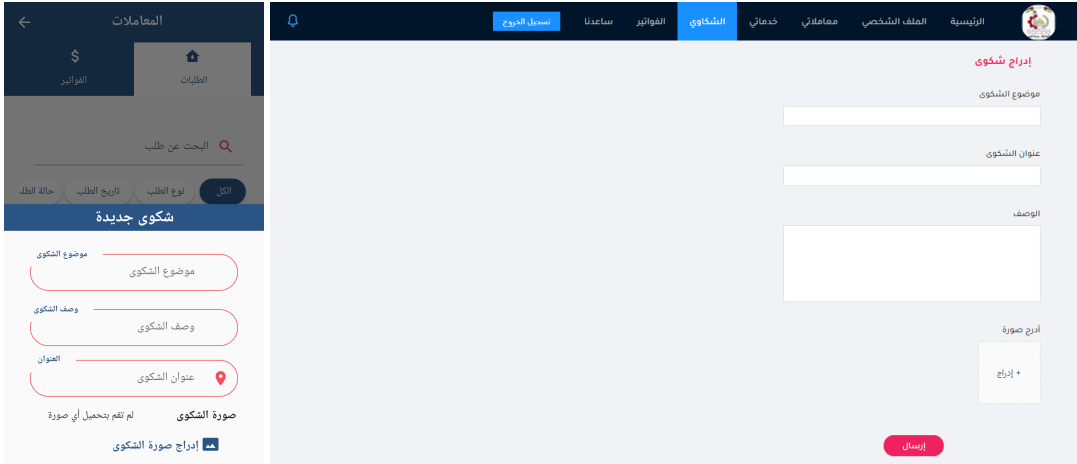 المعاملات
الطلبات
الفواتير
البحث عن طلب
الكل
نوع الطلب
تاريخ الطلب
حالة الطلد
شكوى جديدة
موضوع الشكوى
موضوع الشكوى
وصف الشكوى
وصف الشكوى
العنوان
عنوان الشكوى
صورة الشكوى
لم تقم بتحميل أي صورة
إدراج صورة الشكوى
الرئيسية
الملف الشخصي
معاملاتي
خدماتي
الشكاوي
الفواتير
ساعدنا
تسجيل الخروج
إدراج شكوى
موضوع الشكوى
عنوان الشكوى
الوصف
أدرج صورة
+ إدراج
إرسال